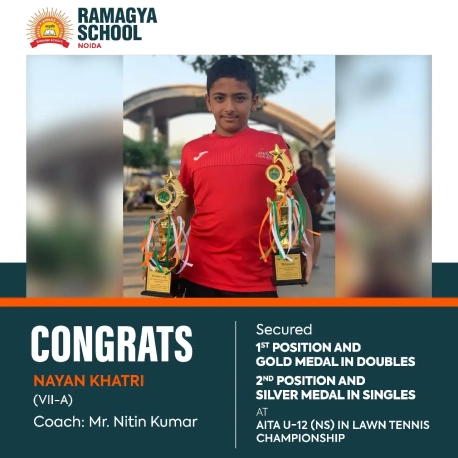 RAMAGYA
SCHOOL
NOIDA
CONGRATS
NAYAN KHATRI
(VII-A)
Coach: Mr. Nitin Kumar
Secured
1ST POSITION AND
GOLD MEDAL IN DOUBLES
2ND POSITION AND
SILVER MEDAL IN SINGLES
AT
AITA U-12 (NS) IN LAWN TENNIS
CHAMPIONSHIP